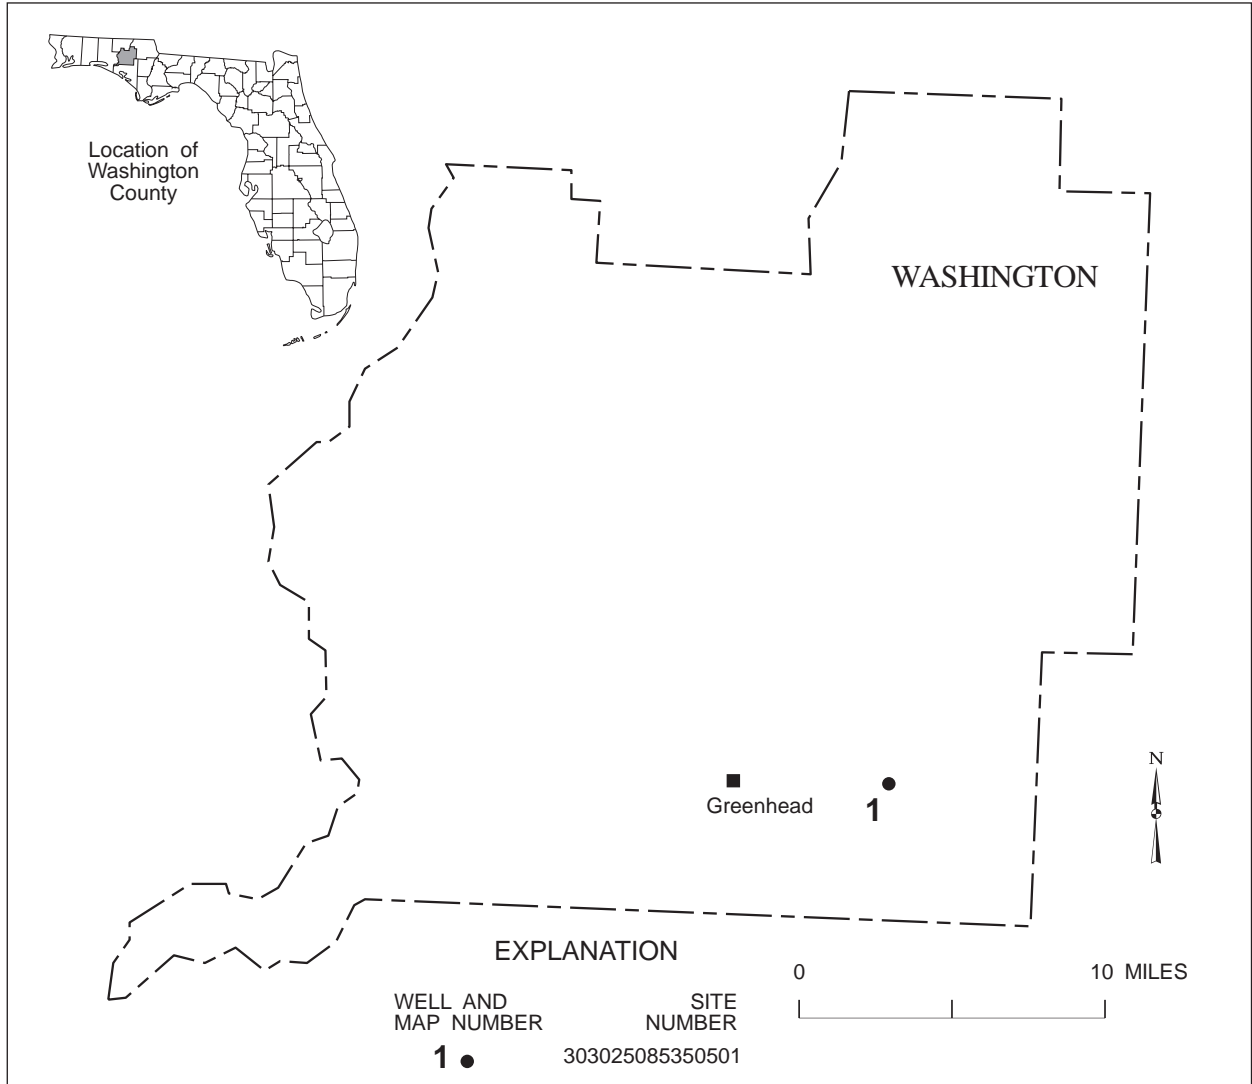 Location of
Washington
County
WASHINGTON
N
Greenhead
1
EXPLANATION
0 10 MILES
WELL AND MAP NUMBER
SITE NUMBER
1
303025085350501